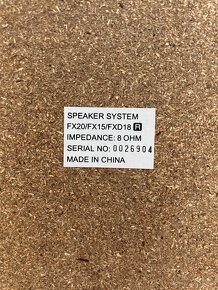 SPEAKER SYSTEM
FX20/FX15/FXD18 R
IMPEDANCE: 8 OHM
SERIAL NO: 0026904
MADE IN CHINA